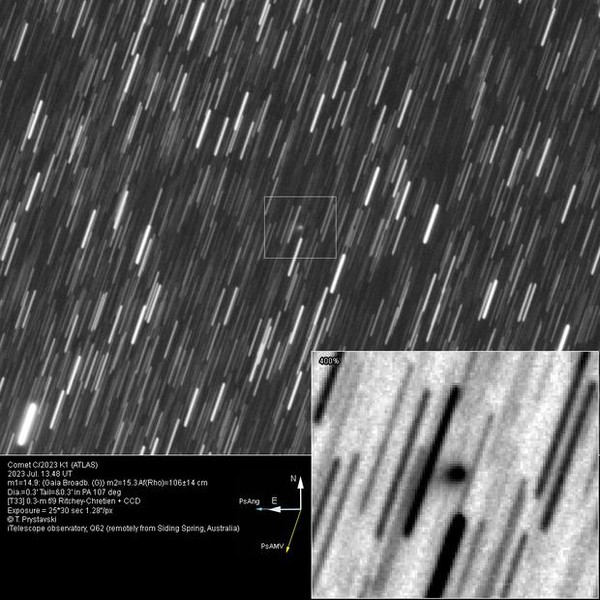 400%
Comet C/2023 K1 (ATLAS)
2023 Jul. 13.48 UT
m1=14.9: (Gaia Broadb. (G)) m2=15.3Af(Rho)=106±14 cm
Dia.=0.3' Tail=&0.3' in PA 107 deg
[T33] 0.3-m f/9 Ritchey-Chretien + CCD
Exposure = 25*30 sec 1.28"/px
© T. Prystavski
iTelescope observatory, Q62 (remotely from Siding Spring, Australia)
N
PsAng
E
PsAMV